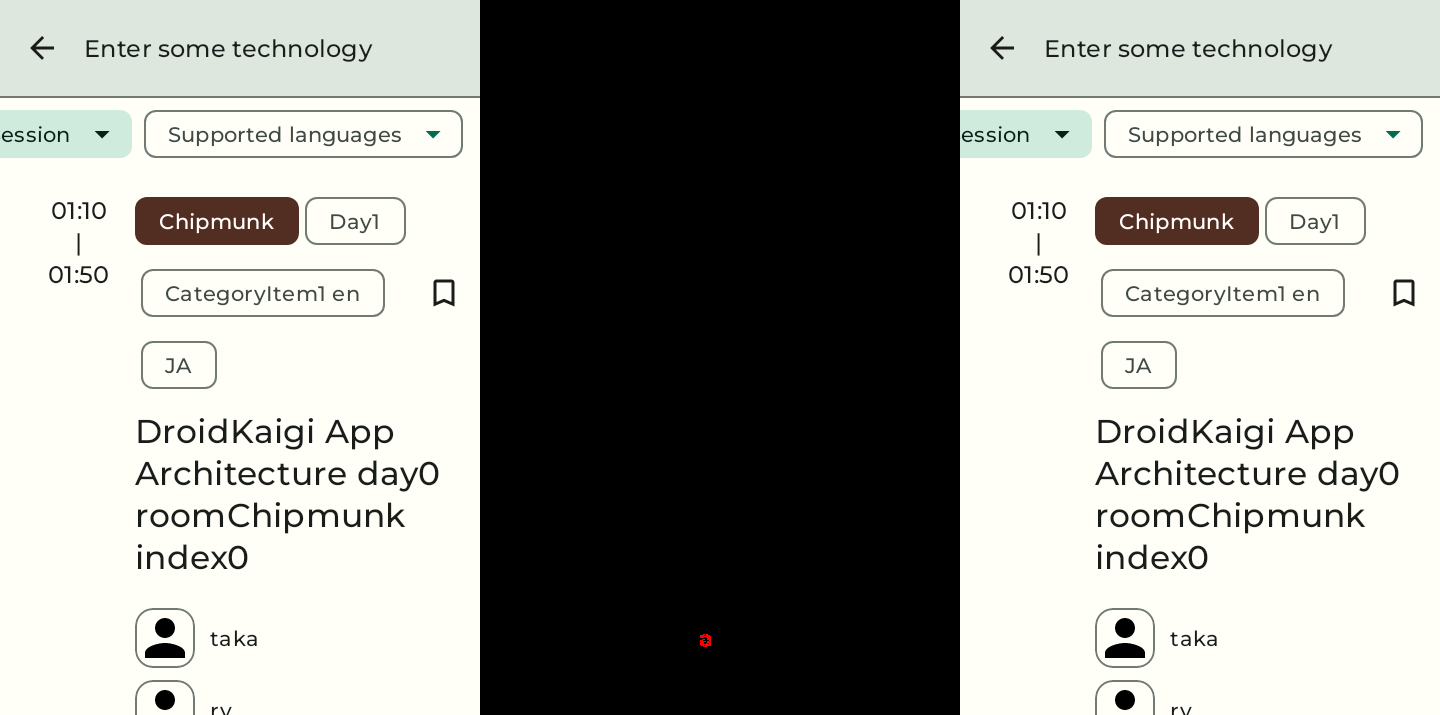 Enter some technology
ession
Supported languages
01:10
|
01:50
Chipmunk
Day1
CategoryItem1 en
JA
DroidKaigi App
Architecture day0
roomChipmunk
index0
taka
ry
Enter some technology
ession
Supported languages
01:10
|
01:50
Chipmunk
Day1
CategoryItem1 en
JA
DroidKaigi App
Architecture day0
roomChipmunk
index0
taka
ry